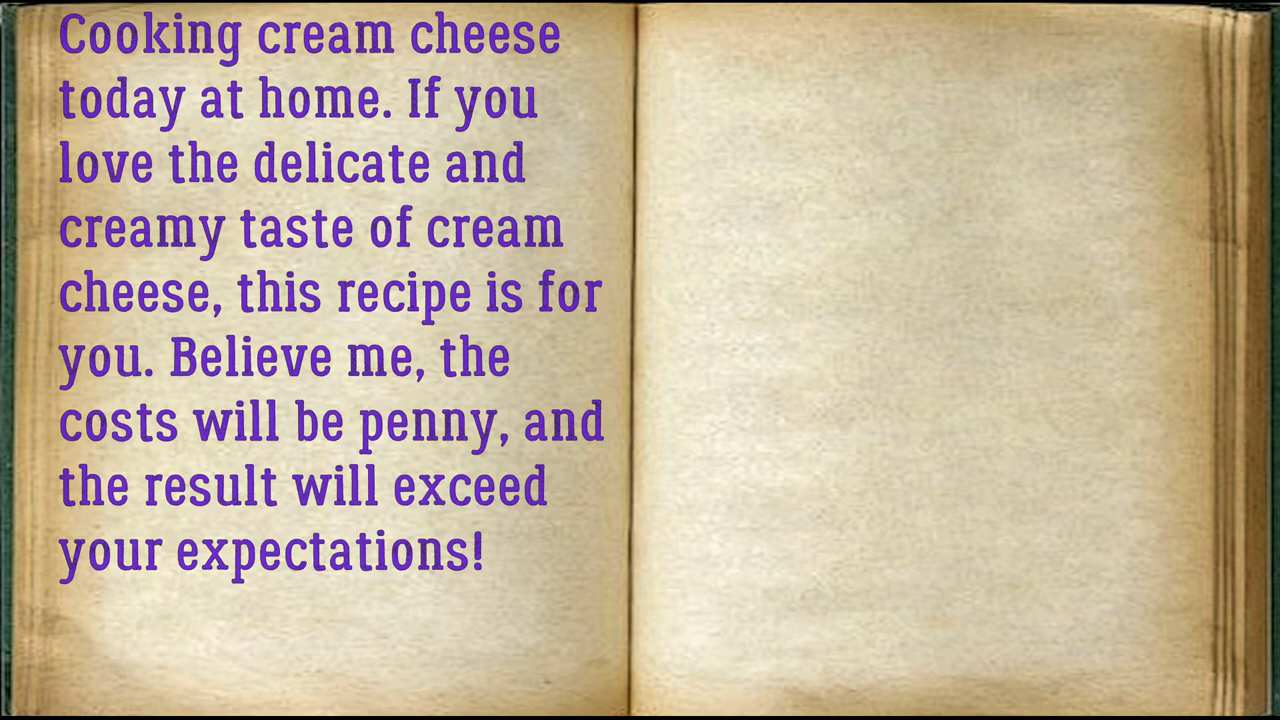 Cooking cream cheese
today at home. If you
love the delicate and
creamy taste of cream
cheese, this recipe is for
you. Believe me, the
costs will be penny, and
the result will exceed
your expectations!